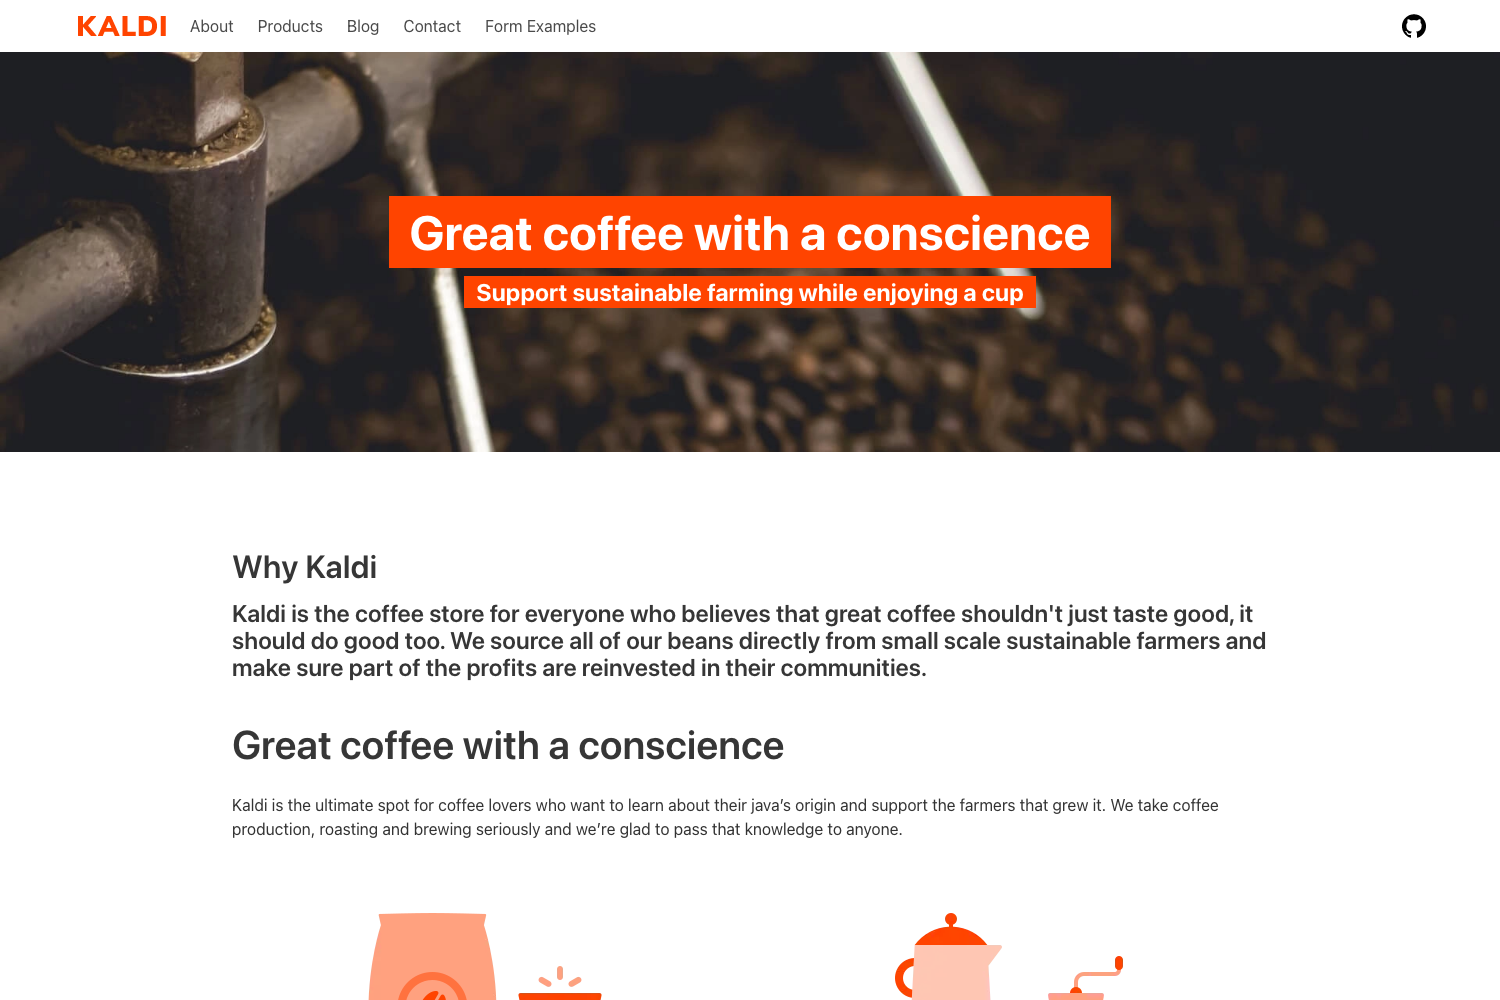 KALDI About Products Blog Contact Form Examples
Great coffee with a conscience
Support sustainable farming while enjoying a cup
Why Kaldi
Kaldi is the coffee store for everyone who believes that great coffee shouldn't just taste good, it
should do good too. We source all of our beans directly from small scale sustainable farmers and
make sure part of the profits are reinvested in their communities.
Great coffee with a conscience
Kaldi is the ultimate spot for coffee lovers who want to learn about their java’s origin and support the farmers that grew it. We take coffee
production, roasting and brewing seriously and we’re glad to pass that knowledge to anyone.